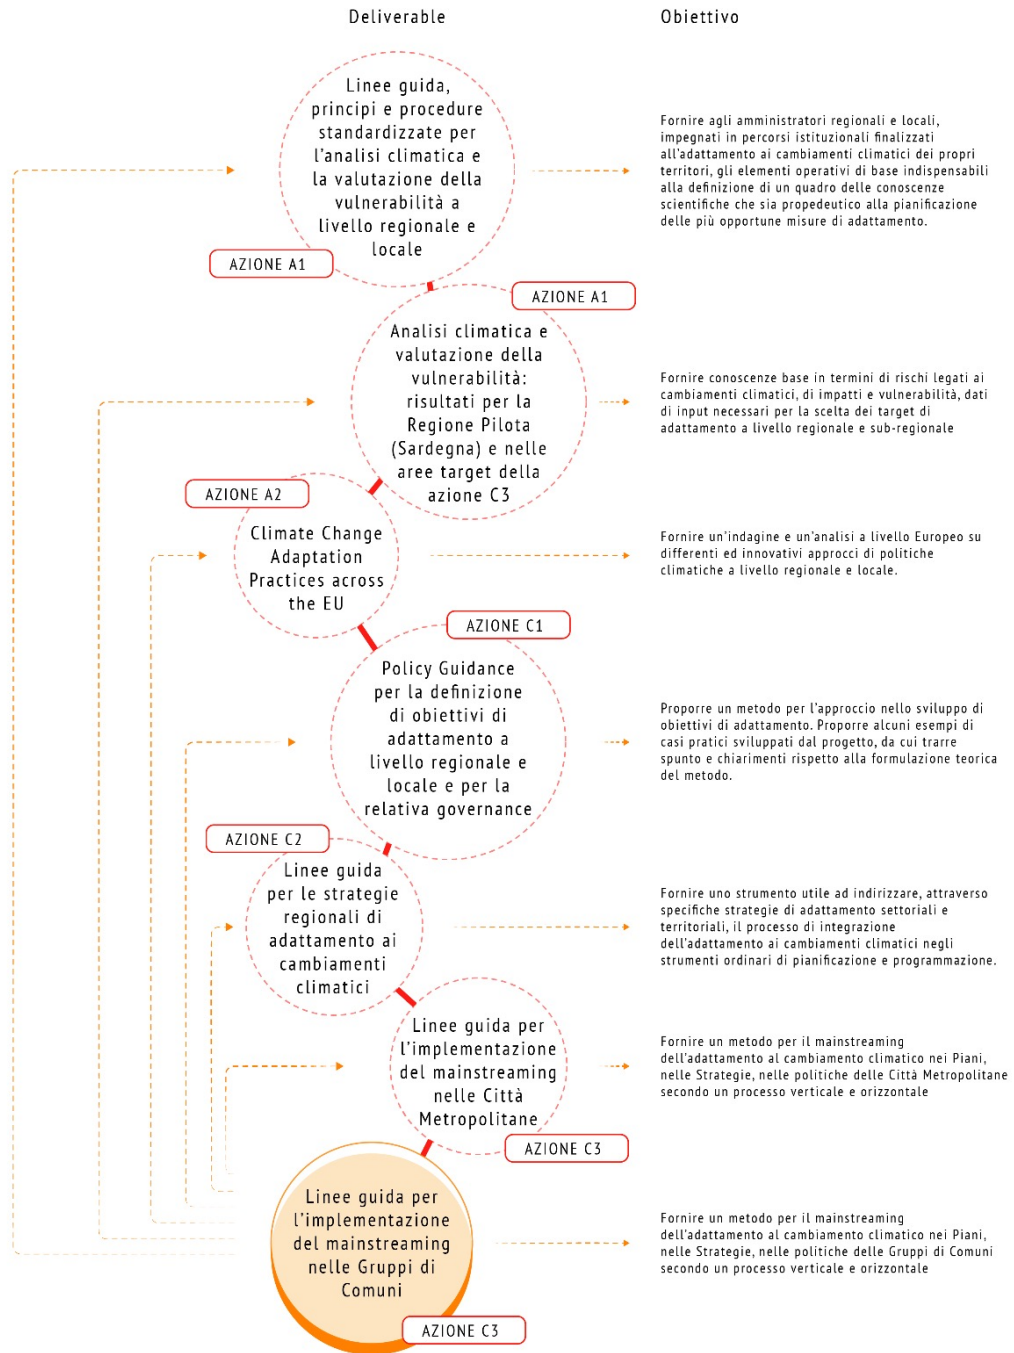 Deliverable
Obiettivo
Linee guida,
principi e procedure
standardizzate per
l'analisi climatica e
la valutazione della
vulnerabilità a
livello regionale e
locale
AZIONE A1
Fornire agli amministratori regionali e locali,
impegnati in percorsi istituzionali finalizzati
all'adattamento ai cambiamenti climatici dei propri
territori, gli elementi operativi di base indispensabili
alla definizione di un quadro delle conoscenze
scientifiche che sia propedeutico alla pianificazione
delle più opportune misure di adattamento.
AZIONE A1
Analisi climatica e
valutazione della
vulnerabilità:
risultati per la
Regione Pilota
(Sardegna) e nelle
aree target della
azione C3
Fornire conoscenze base in termini di rischi legati ai
cambiamenti climatici, di impatti e vulnerabilità, dati
di input necessari per la scelta dei target di
adattamento a livello regionale e sub-regionale
AZIONE A2
Climate Change
Adaptation
Practices across
the EU
Fornire un'indagine e un'analisi a livello Europeo su
differenti ed innovativi approcci di politiche
climatiche a livello regionale e locale.
AZIONE C1
Policy Guidance
per la definizione
di obiettivi di
adattamento a
livello regionale e
locale e per la
relativa governance
Proporre un metodo per l'approccio nello sviluppo di
obiettivi di adattamento. Proporre alcuni esempi di
casi pratici sviluppati dal progetto, da cui trarre
spunto e chiarimenti rispetto alla formulazione teorica
del metodo.
AZIONE C2
Linee guida
per le strategie
regionali di
adattamento ai
cambiamenti
climatici
Fornire uno strumento utile ad indirizzare, attraverso
specifiche strategie di adattamento settoriali e
territoriali, il processo di integrazione
dell'adattamento ai cambiamenti climatici negli
strumenti ordinari di pianificazione e programmazione.
Linee guida per
l'implementazione
del mainstreaming
nelle Città
Metropolitane
AZIONE C3
Fornire un metodo per il mainstreaming
dell'adattamento al cambiamento climatico nei Piani,
nelle Strategie, nelle politiche delle Città Metropolitane
secondo un processo verticale e orizzontale
Linee guida per
l'implementazione
del mainstreaming
nelle Gruppi di
Comuni
AZIONE C3
Fornire un metodo per il mainstreaming
dell'adattamento al cambiamento climatico nei Piani,
nelle Strategie, nelle politiche delle Gruppi di Comuni
secondo un processo verticale e orizzontale